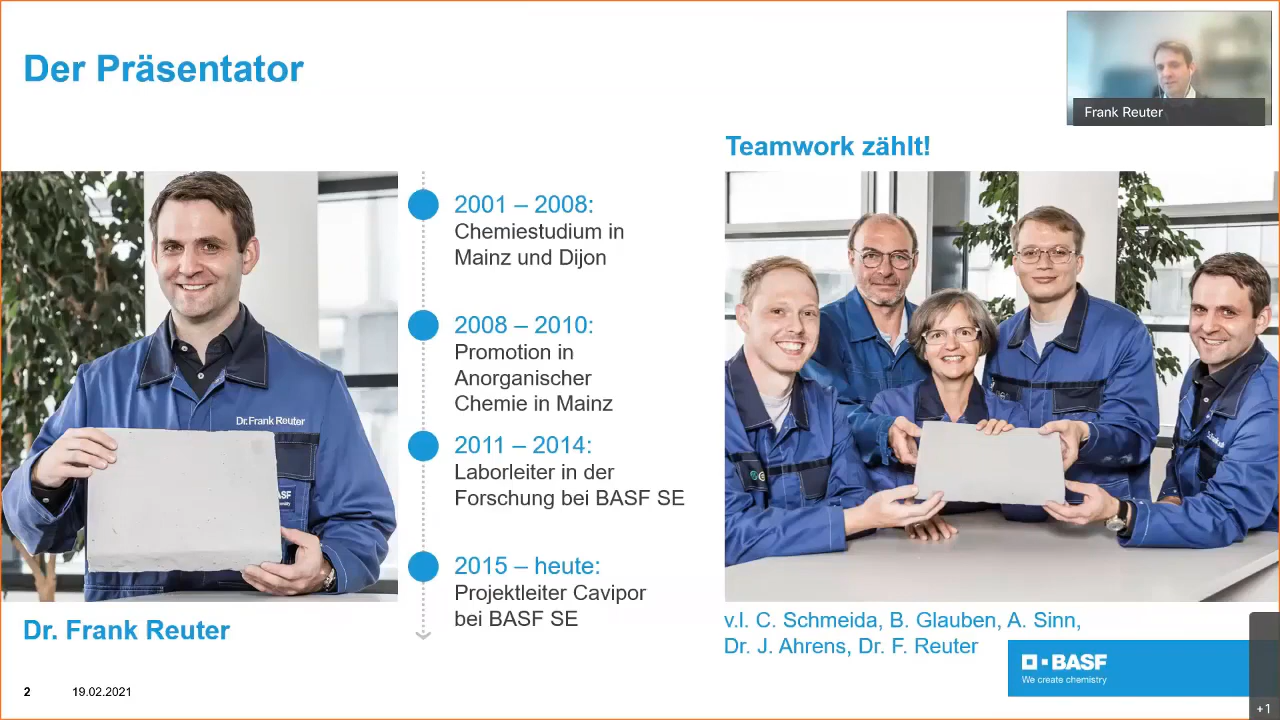 Der Präsentator
Frank Reuter
Teamwork zählt!
2001 – 2008:
Chemiestudium in
Mainz und Dijon
2008 – 2010:
Promotion in
Anorganischer
Chemie in Mainz
2011 – 2014:
Laborleiter in der
Forschung bei BASF SE
2015 – heute:
Projektleiter Cavipor
bei BASF SE
Dr.Frank Reuter
Dr. Frank Reuter
v.l. C. Schmeida, B. Glauben, A. Sinn,
Dr. J. Ahrens, Dr. F. Reuter
BASF
We create chemistry
2
19.02.2021
+1